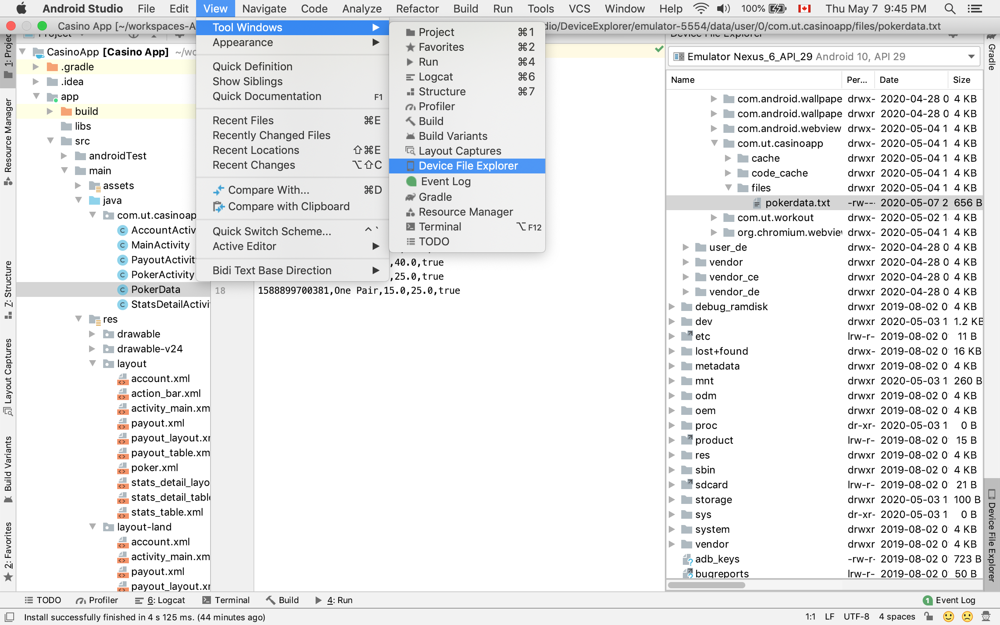 Android Studio File Edit View Navigate Code Analyze Refactor Build Run Tools VCS Window Help 100% Thu May 7 9:45 PM
Casino App [~/workspaces-A
dio/DeviceExplorer/emulator-5554/data/user/0/com.ut.casinoapp/files/pokerdata.txt
1: Projec
Resource Manager
7: Structure
Layout Captures
Build Variants
2: Favorites
Project
CasinoApp [Casino App] ~/wo
.gradle
.idea
app
build
libs
src
androidTest
main
assets
java
com.ut.casinoap
AccountActiv
MainActivity
PayoutActivit
PokerActivity
PokerData
StatsDetailActivi
res
drawable
drawable-v24
layout
account.xml
action_bar.xml
activity_main.xm
payout.xml
payout_layout.xr
payout_table.xm
poker.xml
stats_detail_layo
stats_detail_table
stats_table.xml
layout-land
account.xml
activity_main.xm
payout.xml
payout_layout.xr
Tool Windows
Appearance
Quick Definition
Show Siblings
Quick Documentation F1
Recent Files ⌘E
Recently Changed Files
Recent Locations ⇧⌘E
Recent Changes ⌥⇧C
Compare With... ⌘D
Compare with Clipboard
Quick Switch Scheme... ^ `
Active Editor
Bidi Text Base Direction
Project ⌘1
Favorites ⌘2
Run ⌘4
Logcat ⌘6
Structure ⌘7
Profiler
Build
Build Variants
Layout Captures
Device File Explorer
Event Log
Gradle
Resource Manager
Terminal ⌥F12
TODO
,40.0,true
,25.0,true
18 1588899700381,One Pair,15.0,25.0,true
Device File Explorer
Emulator Nexus_6_API_29 Android 10, API 29
Name Per... Date Size
com.android.wallpape drwx- 2020-04-28 0 4 KB
com.android.wallpape drwxr 2020-04-28 0 4 KB
com.android.webview drwx- 2020-05-04 1 4 KB
com.ut.casinoapp drwx- 2020-05-04 1 4 KB
cache drwx- 2020-05-04 1 4 KB
code_cache drwx- 2020-05-04 1 4 KB
files drwxr 2020-05-04 1 4 KB
pokerdata.txt -rw--- 2020-05-07 2 656 B
com.ut.workout drwx- 2020-05-02 1 4 KB
org.chromium.webview drwx- 2020-05-04 1 4 KB
user_de drwx- 2020-04-28 0 4 KB
vendor drwx- 2020-04-28 0 4 KB
vendor_ce drwx- 2020-04-28 0 4 KB
vendor_de drwx- 2020-04-28 0 4 KB
debug_ramdisk drwxr 2019-08-02 0 4 KB
dev drwxr 2020-05-03 1 1.2 KB
etc lrw-r- 2019-08-02 0 11 B
lost+found drwx- 2019-08-02 0 16 KB
metadata drwxr 2019-08-02 0 4 KB
mnt drwxr 2020-05-03 1 260 B
odm drwxr 2019-08-02 0 4 KB
oem drwxr 2019-08-02 0 4 KB
proc dr-xr- 2020-05-03 1 0 B
product lrw-r- 2019-08-02 0 15 B
res drwxr 2019-08-02 0 4 KB
sbin drwxr 2019-08-02 0 4 KB
sdcard lrw-r- 2019-08-02 0 21 B
storage drwxr 2020-05-03 1 100 B
sys dr-xr- 2020-05-03 1 0 B
system drwxr 2019-08-02 0 4 KB
vendor drwxr 2019-08-02 0 4 KB
adb_keys -rw-r- 2019-08-02 0 723 B
bugreports lrw-r- 2019-08-02 0 50 B
Gradle
Device File Explorer
TODO Profiler 6: Logcat Terminal Build 4: Run 1 Event Log
Install successfully finished in 4 s 125 ms. (44 minutes ago) 1:1 LF UTF-8 4 spaces